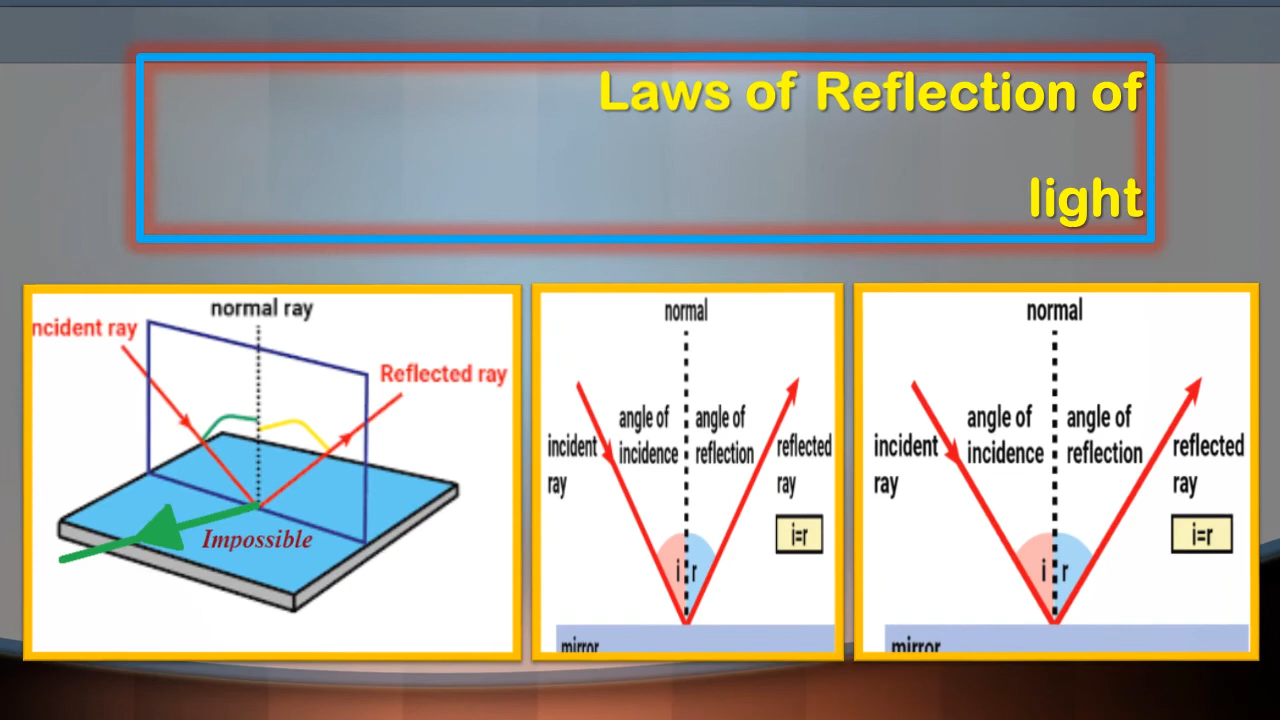 Laws of Reflection of
light
normal ray
ncident ray
Reflected ray
Impossible
normal
angle of
incidence
angle of
reflection
incident
ray
reflected
ray
i=r
i
r
mirror
normal
angle of
incidence
angle of
reflection
incident
ray
reflected
ray
i=r
i
r
mirror